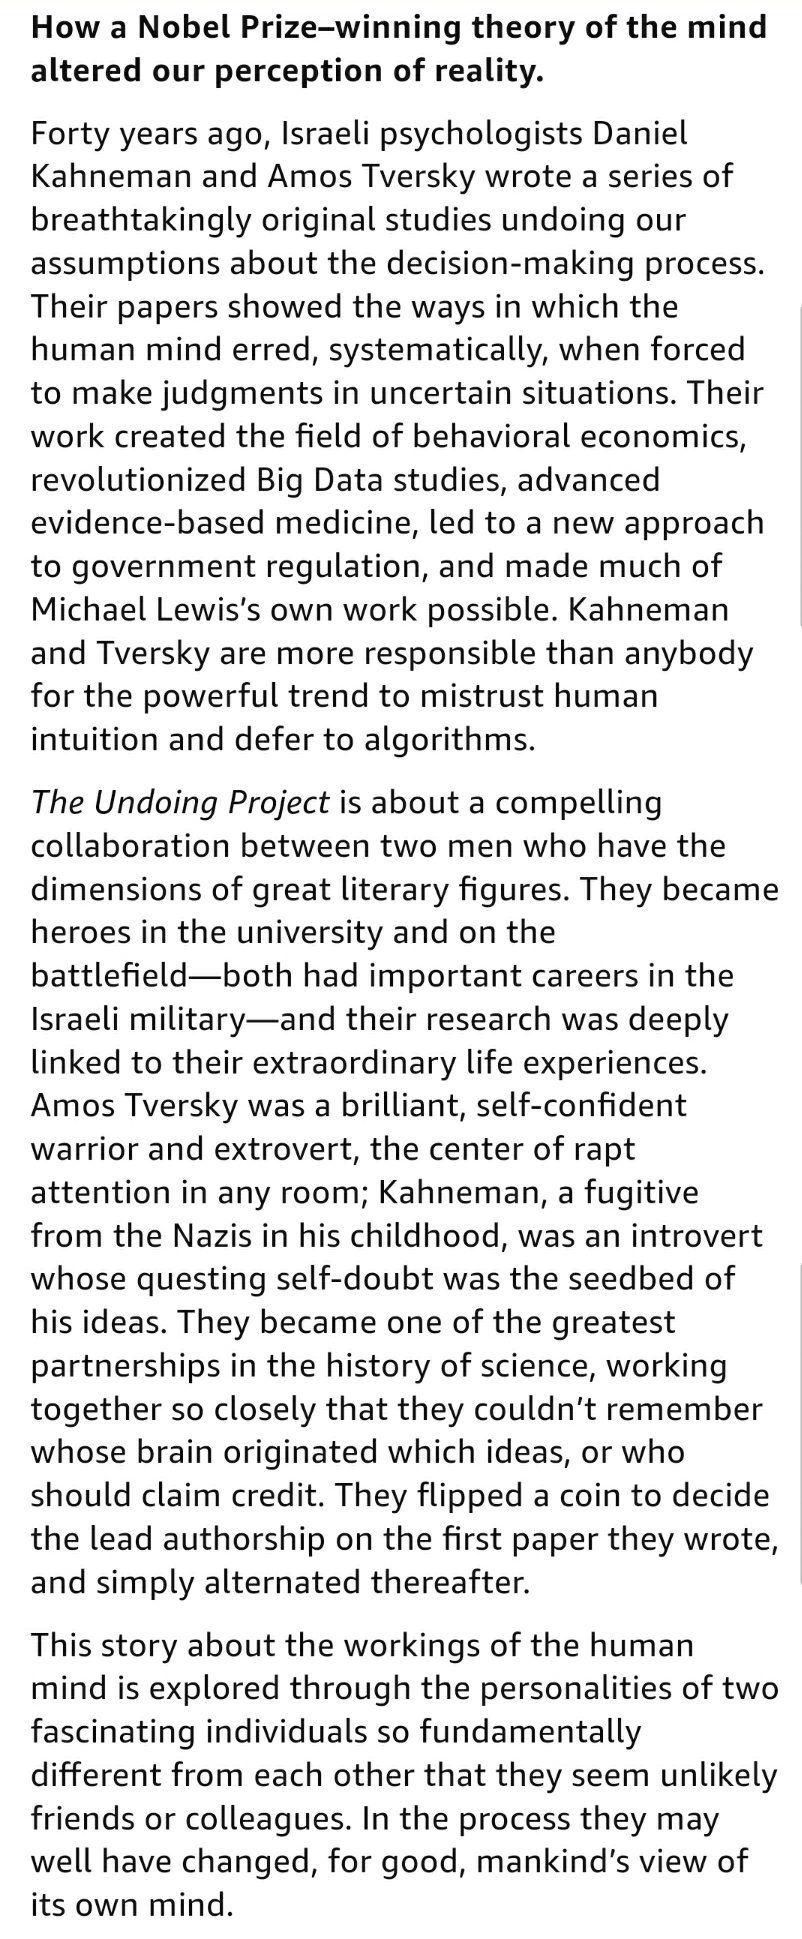 How a Nobel Prize–winning theory of the mind
altered our perception of reality.
Forty years ago, Israeli psychologists Daniel
Kahneman and Amos Tversky wrote a series of
breathtakingly original studies undoing our
assumptions about the decision-making process.
Their papers showed the ways in which the
human mind erred, systematically, when forced
to make judgments in uncertain situations. Their
work created the field of behavioral economics,
revolutionized Big Data studies, advanced
evidence-based medicine, led to a new approach
to government regulation, and made much of
Michael Lewis’s own work possible. Kahneman
and Tversky are more responsible than anybody
for the powerful trend to mistrust human
intuition and defer to algorithms.
The Undoing Project is about a compelling
collaboration between two men who have the
dimensions of great literary figures. They became
heroes in the university and on the
battlefield—both had important careers in the
Israeli military—and their research was deeply
linked to their extraordinary life experiences.
Amos Tversky was a brilliant, self-confident
warrior and extrovert, the center of rapt
attention in any room; Kahneman, a fugitive
from the Nazis in his childhood, was an introvert
whose questing self-doubt was the seedbed of
his ideas. They became one of the greatest
partnerships in the history of science, working
together so closely that they couldn’t remember
whose brain originated which ideas, or who
should claim credit. They flipped a coin to decide
the lead authorship on the first paper they wrote,
and simply alternated thereafter.
This story about the workings of the human
mind is explored through the personalities of two
fascinating individuals so fundamentally
different from each other that they seem unlikely
friends or colleagues. In the process they may
well have changed, for good, mankind’s view of
its own mind.